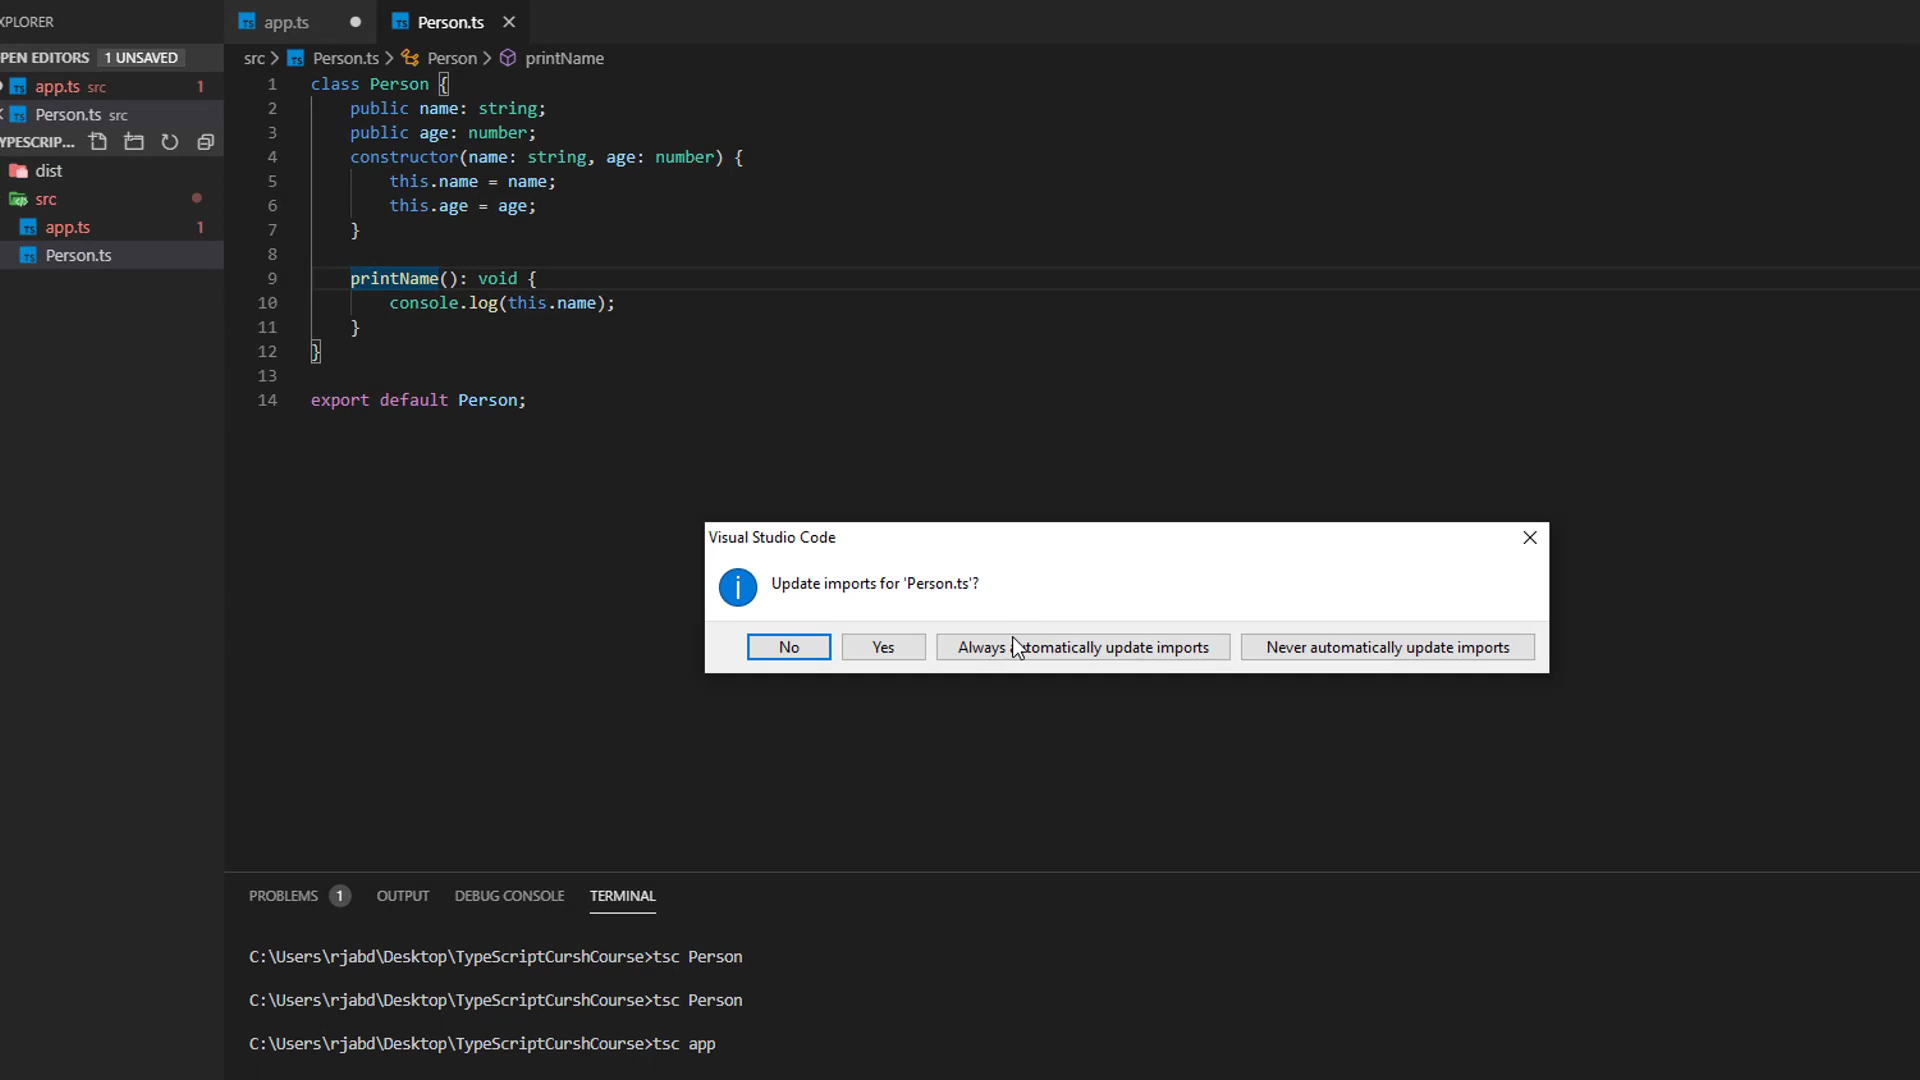 XPLORER
PEN EDITORS 1 UNSAVED
app.ts src 1
Person.ts src
YPESCRIP...
dist
src
app.ts 1
Person.ts
app.ts
Person.ts
src > Person.ts > Person > printName
1 class Person {
2 public name: string;
3 public age: number;
4 constructor(name: string, age: number) {
5 this.name = name;
6 this.age = age;
7 }
8
9 printName(): void {
10 console.log(this.name);
11 }
12 }
13
14 export default Person;
Visual Studio Code
Update imports for 'Person.ts'?
No Yes Always automatically update imports Never automatically update imports
PROBLEMS 1 OUTPUT DEBUG CONSOLE TERMINAL
C:\Users\rjabd\Desktop\TypeScriptCurshCourse>tsc Person
C:\Users\rjabd\Desktop\TypeScriptCurshCourse>tsc Person
C:\Users\rjabd\Desktop\TypeScriptCurshCourse>tsc app